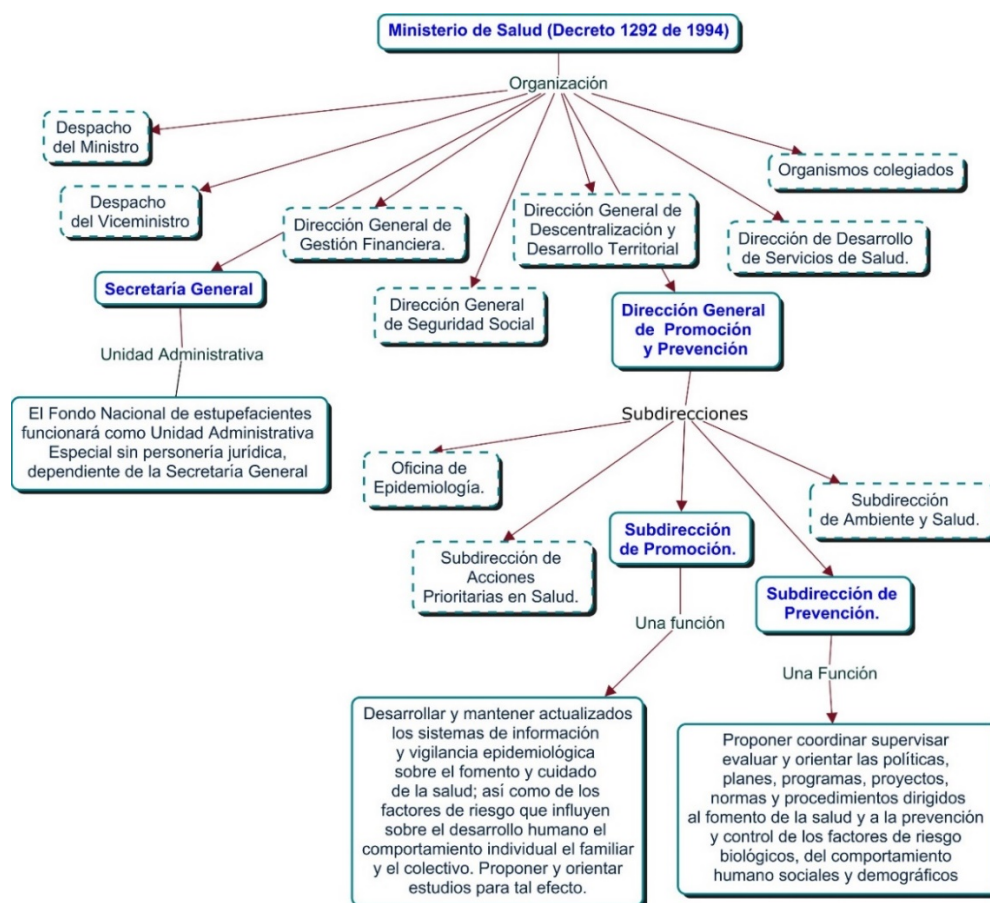 Ministerio de Salud (Decreto 1292 de 1994)
Organización
Despacho
del Ministro
Organismos colegiados
Despacho
del Viceministro
Dirección General de
Gestión Financiera.
Dirección General de
Descentralización y
Desarrollo Territorial
Dirección de Desarrollo
de Servicios de Salud.
Secretaría General
Dirección General
de Seguridad Social
Dirección General
de Promoción
y Prevención
Unidad Administrativa
El Fondo Nacional de estupefacientes
funcionará como Unidad Administrativa
Especial sin personería jurídica,
dependiente de la Secretaría General
Subdirecciones
Oficina de
Epidemiología.
Subdirección
de Ambiente y Salud.
Subdirección
de Promoción.
Subdirección de
Acciones
Prioritarias en Salud.
Subdirección de
Prevención.
Una función
Una Función
Desarrollar y mantener actualizados
los sistemas de información
y vigilancia epidemiológica
sobre el fomento y cuidado
de la salud; así como de los
factores de riesgo que influyen
sobre el desarrollo humano el
comportamiento individual el familiar
y el colectivo. Proponer y orientar
estudios para tal efecto.
Proponer coordinar supervisar
evaluar y orientar las políticas,
planes, programas, proyectos,
normas y procedimientos dirigidos
al fomento de la salud y a la prevención
y control de los factores de riesgo
biológicos, del comportamiento
humano sociales y demográficos